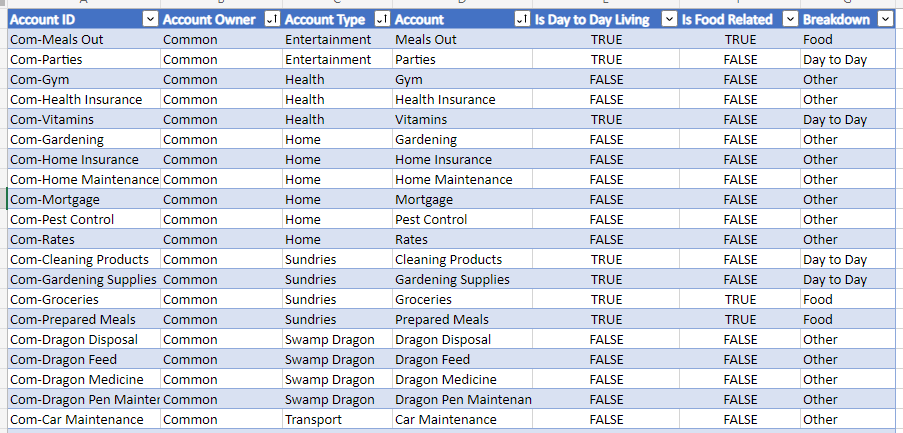 Account ID Account Owner Account Type Account Is Day to Day Living Is Food Related Breakdown
Com-Meals Out Common Entertainment Meals Out TRUE TRUE Food
Com-Parties Common Entertainment Parties TRUE FALSE Day to Day
Com-Gym Common Health Gym FALSE FALSE Other
Com-Health Insurance Common Health Health Insurance FALSE FALSE Other
Com-Vitamins Common Health Vitamins TRUE FALSE Day to Day
Com-Gardening Common Home Gardening FALSE FALSE Other
Com-Home Insurance Common Home Home Insurance FALSE FALSE Other
Com-Home Maintenance Common Home Home Maintenance FALSE FALSE Other
Com-Mortgage Common Home Mortgage FALSE FALSE Other
Com-Pest Control Common Home Pest Control FALSE FALSE Other
Com-Rates Common Home Rates FALSE FALSE Other
Com-Cleaning Products Common Sundries Cleaning Products TRUE FALSE Day to Day
Com-Gardening Supplies Common Sundries Gardening Supplies TRUE FALSE Day to Day
Com-Groceries Common Sundries Groceries TRUE TRUE Food
Com-Prepared Meals Common Sundries Prepared Meals TRUE TRUE Food
Com-Dragon Disposal Common Swamp Dragon Dragon Disposal FALSE FALSE Other
Com-Dragon Feed Common Swamp Dragon Dragon Feed FALSE FALSE Other
Com-Dragon Medicine Common Swamp Dragon Dragon Medicine FALSE FALSE Other
Com-Dragon Pen Mainter Common Swamp Dragon Dragon Pen Maintenan FALSE FALSE Other
Com-Car Maintenance Common Transport Car Maintenance FALSE FALSE Other